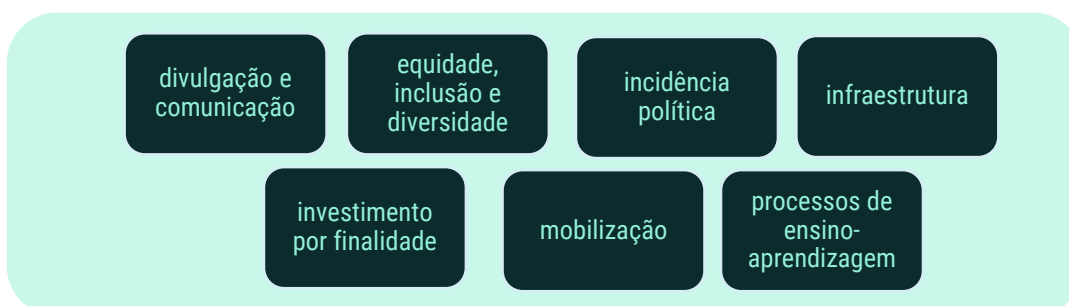 divulgação e
comunicação
equidade,
inclusão e
diversidade
incidência
política
infraestrutura
investimento
por finalidade
mobilização
processos de
ensino-
aprendizagem